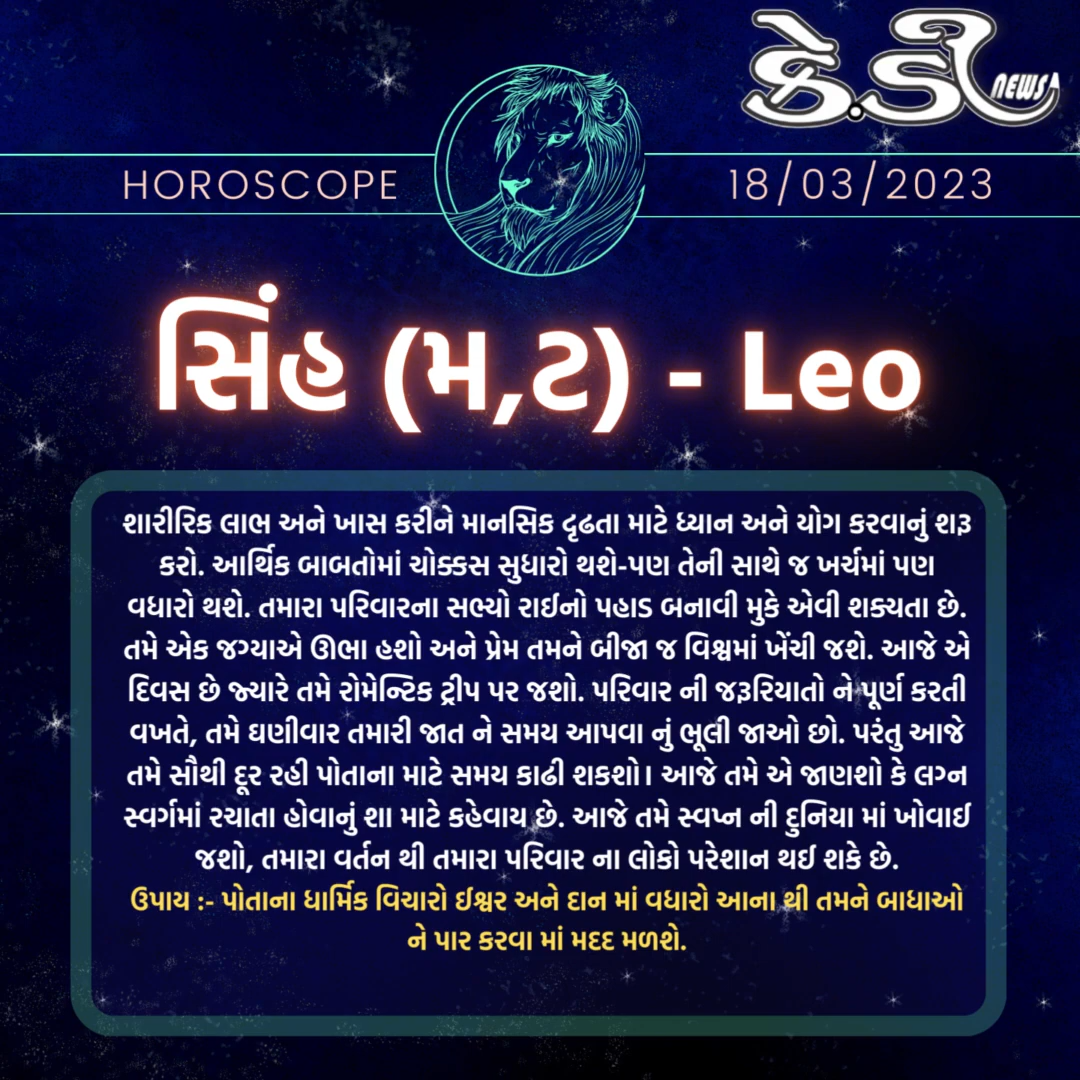 કે.ડી NEWS
HOROSCOPE
18/03/2023
સિંહ (મ,ટ) - Leo
શારીરિક લાભ અને ખાસ કરીને માનસિક દૃઢતા માટે ધ્યાન અને યોગ કરવાનું શરૂ
કરો. આર્થિક બાબતોમાં ચોક્કસ સુધારો થશે-પણ તેની સાથે જ ખર્ચમાં પણ
વધારો થશે. તમારા પરિવારના સભ્યો રાઈનો પહાડ બનાવી મુકે એવી શક્યતા છે.
તમે એક જગ્યાએ ઊભા હશો અને પ્રેમ તમને બીજા જ વિશ્વમાં ખેંચી જશે. આજે એ
દિવસ છે જ્યારે તમે રોમેન્ટિક ટ્રીપ પર જશો. પરિવાર ની જરૂરિયાતો ને પૂર્ણ કરતી
વખતે, તમે ઘણીવાર તમારી જાત ને સમય આપવા નું ભૂલી જાઓ છો. પરંતુ આજે
તમે સૌથી દૂર રહી પોતાના માટે સમય કાઢી શકશો। આજે તમે એ જાણશો કે લગ્ન
સ્વર્ગમાં રચાતા હોવાનું શા માટે કહેવાય છે. આજે તમે સ્વપ્ન ની દુનિયા માં ખોવાઈ
જશો, તમારા વર્તન થી તમારા પરિવાર ના લોકો પરેશાન થઈ શકે છે.
ઉપાય :- પોતાના ધાર્મિક વિચારો ઈશ્વર અને દાન માં વધારો આના થી તમને બાધાઓ
ને પાર કરવા માં મદદ મળશે.